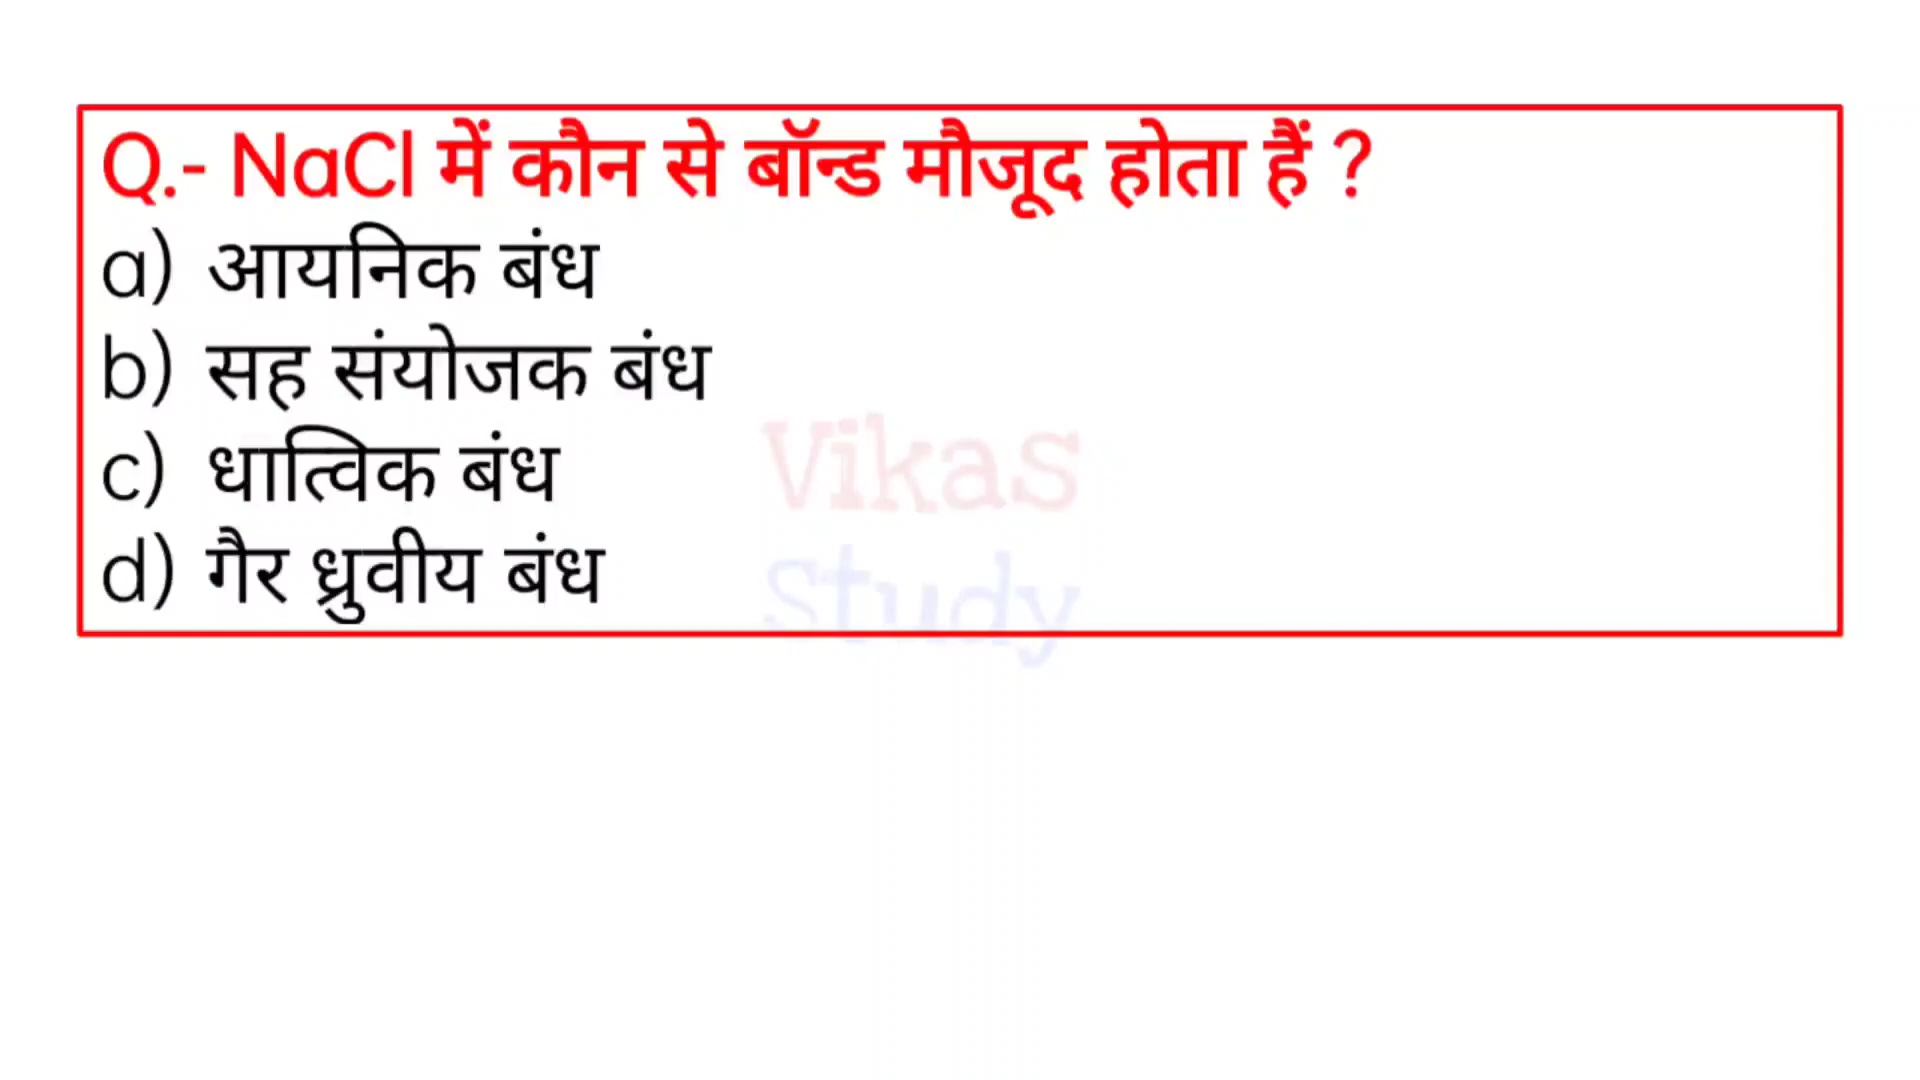 Q.- NaCl में कौन से बॉन्ड मौजूद होता हैं ?
a) आयनिक बंध
b) सह संयोजक बंध
c) धात्विक बंध
d) गैर ध्रुवीय बंध
Vikas
Study